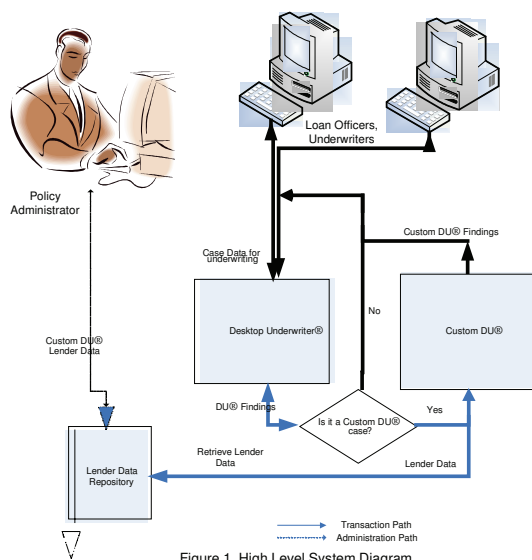 Loan Officers,
Underwriters
Policy
Administrator
Custom DU® Findings
Case Data for
underwriting
Desktop Underwriter®
No
Custom DU®
Custom DU®
Lender Data
DU® Findings
Is it a Custom DU®
case?
Yes
Retrieve Lender
Data
Lender Data
Lender Data
Repository
Transaction Path
Administration Path
Figure 1. High Level System Diagram